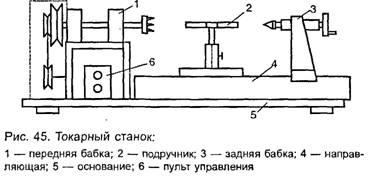 1
2
3
6
4
5
Рис. 45. Токарный станок:
1 — передняя бабка; 2 — подручник; 3 — задняя бабка; 4 — направ-
ляющая; 5 — основание; 6 — пульт управления